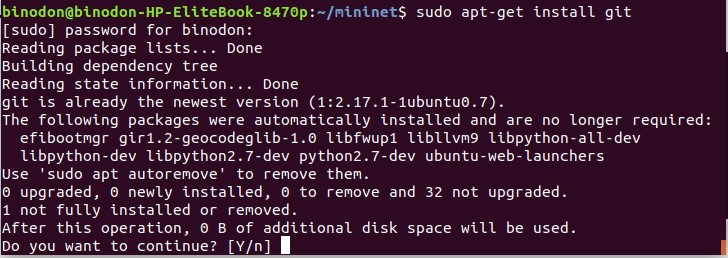 binodon@binodon-HP-EliteBook-8470p:~/mininet$ sudo apt-get install git
[sudo] password for binodon:
Reading package lists... Done
Building dependency tree
Reading state information... Done
git is already the newest version (1:2.17.1-1ubuntu0.7).
The following packages were automatically installed and are no longer required:
  efibootmgr gir1.2-geocodeglib-1.0 libfwup1 libllvm9 libpython-all-dev
  libpython-dev libpython2.7-dev python2.7-dev ubuntu-web-launchers
Use 'sudo apt autoremove' to remove them.
0 upgraded, 0 newly installed, 0 to remove and 32 not upgraded.
1 not fully installed or removed.
After this operation, 0 B of additional disk space will be used.
Do you want to continue? [Y/n]